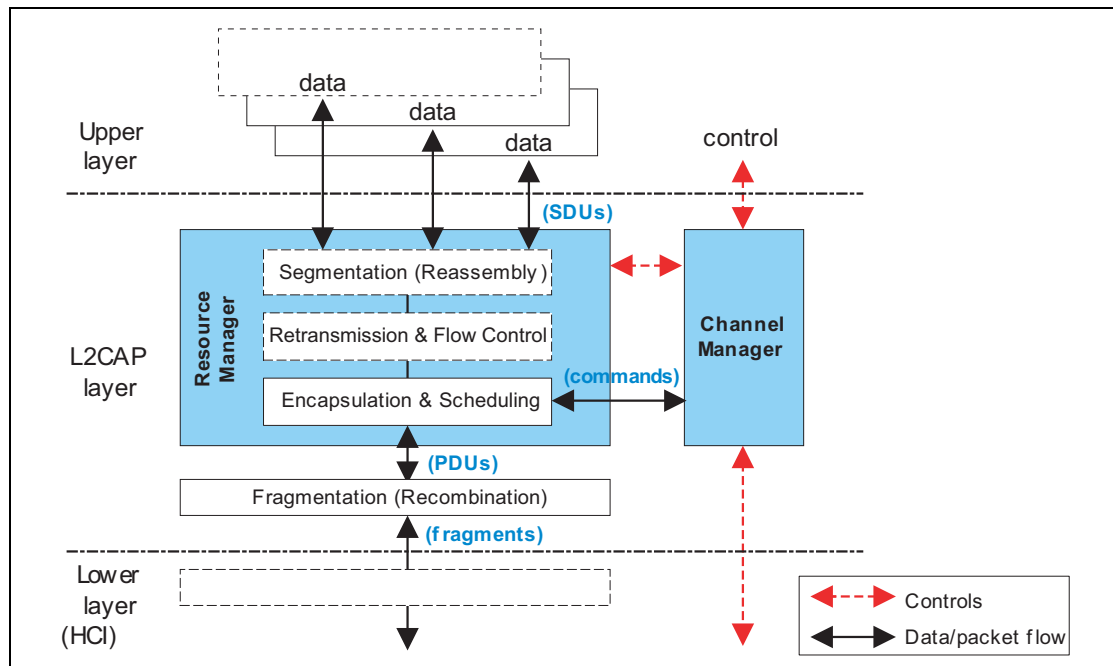 data
data
data
Upper
layer
control
(SDUs)
Segmentation (Reassembly)
Resource
Manager
Retransmission & Flow Control
Channel
Manager
L2CAP
layer
(commands)
Encapsulation & Scheduling
(PDUs)
Fragmentation (Recombination)
(fragments)
Lower
layer
(HCI)
Controls
Data/packet flow